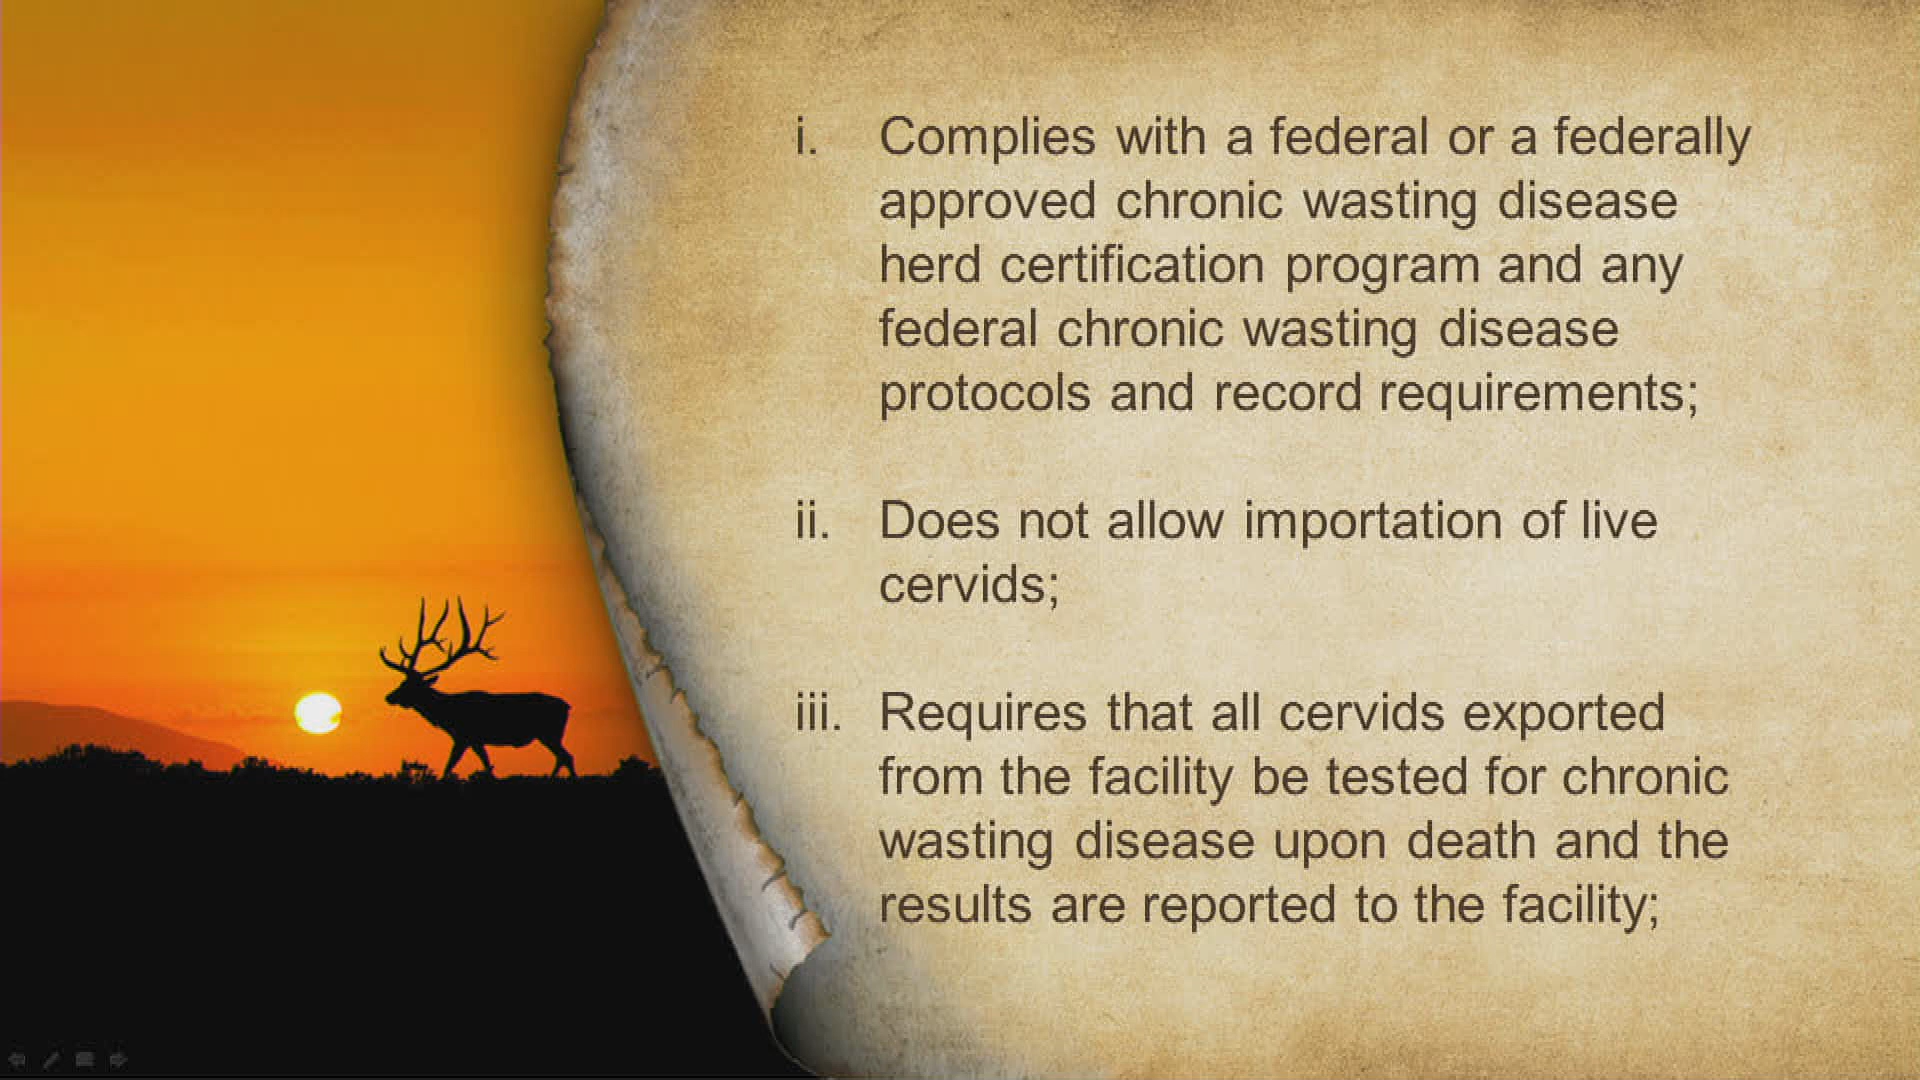 i. Complies with a federal or a federally
approved chronic wasting disease
herd certification program and any
federal chronic wasting disease
protocols and record requirements;
ii. Does not allow importation of live
cervids;
iii. Requires that all cervids exported
from the facility be tested for chronic
wasting disease upon death and the
results are reported to the facility;